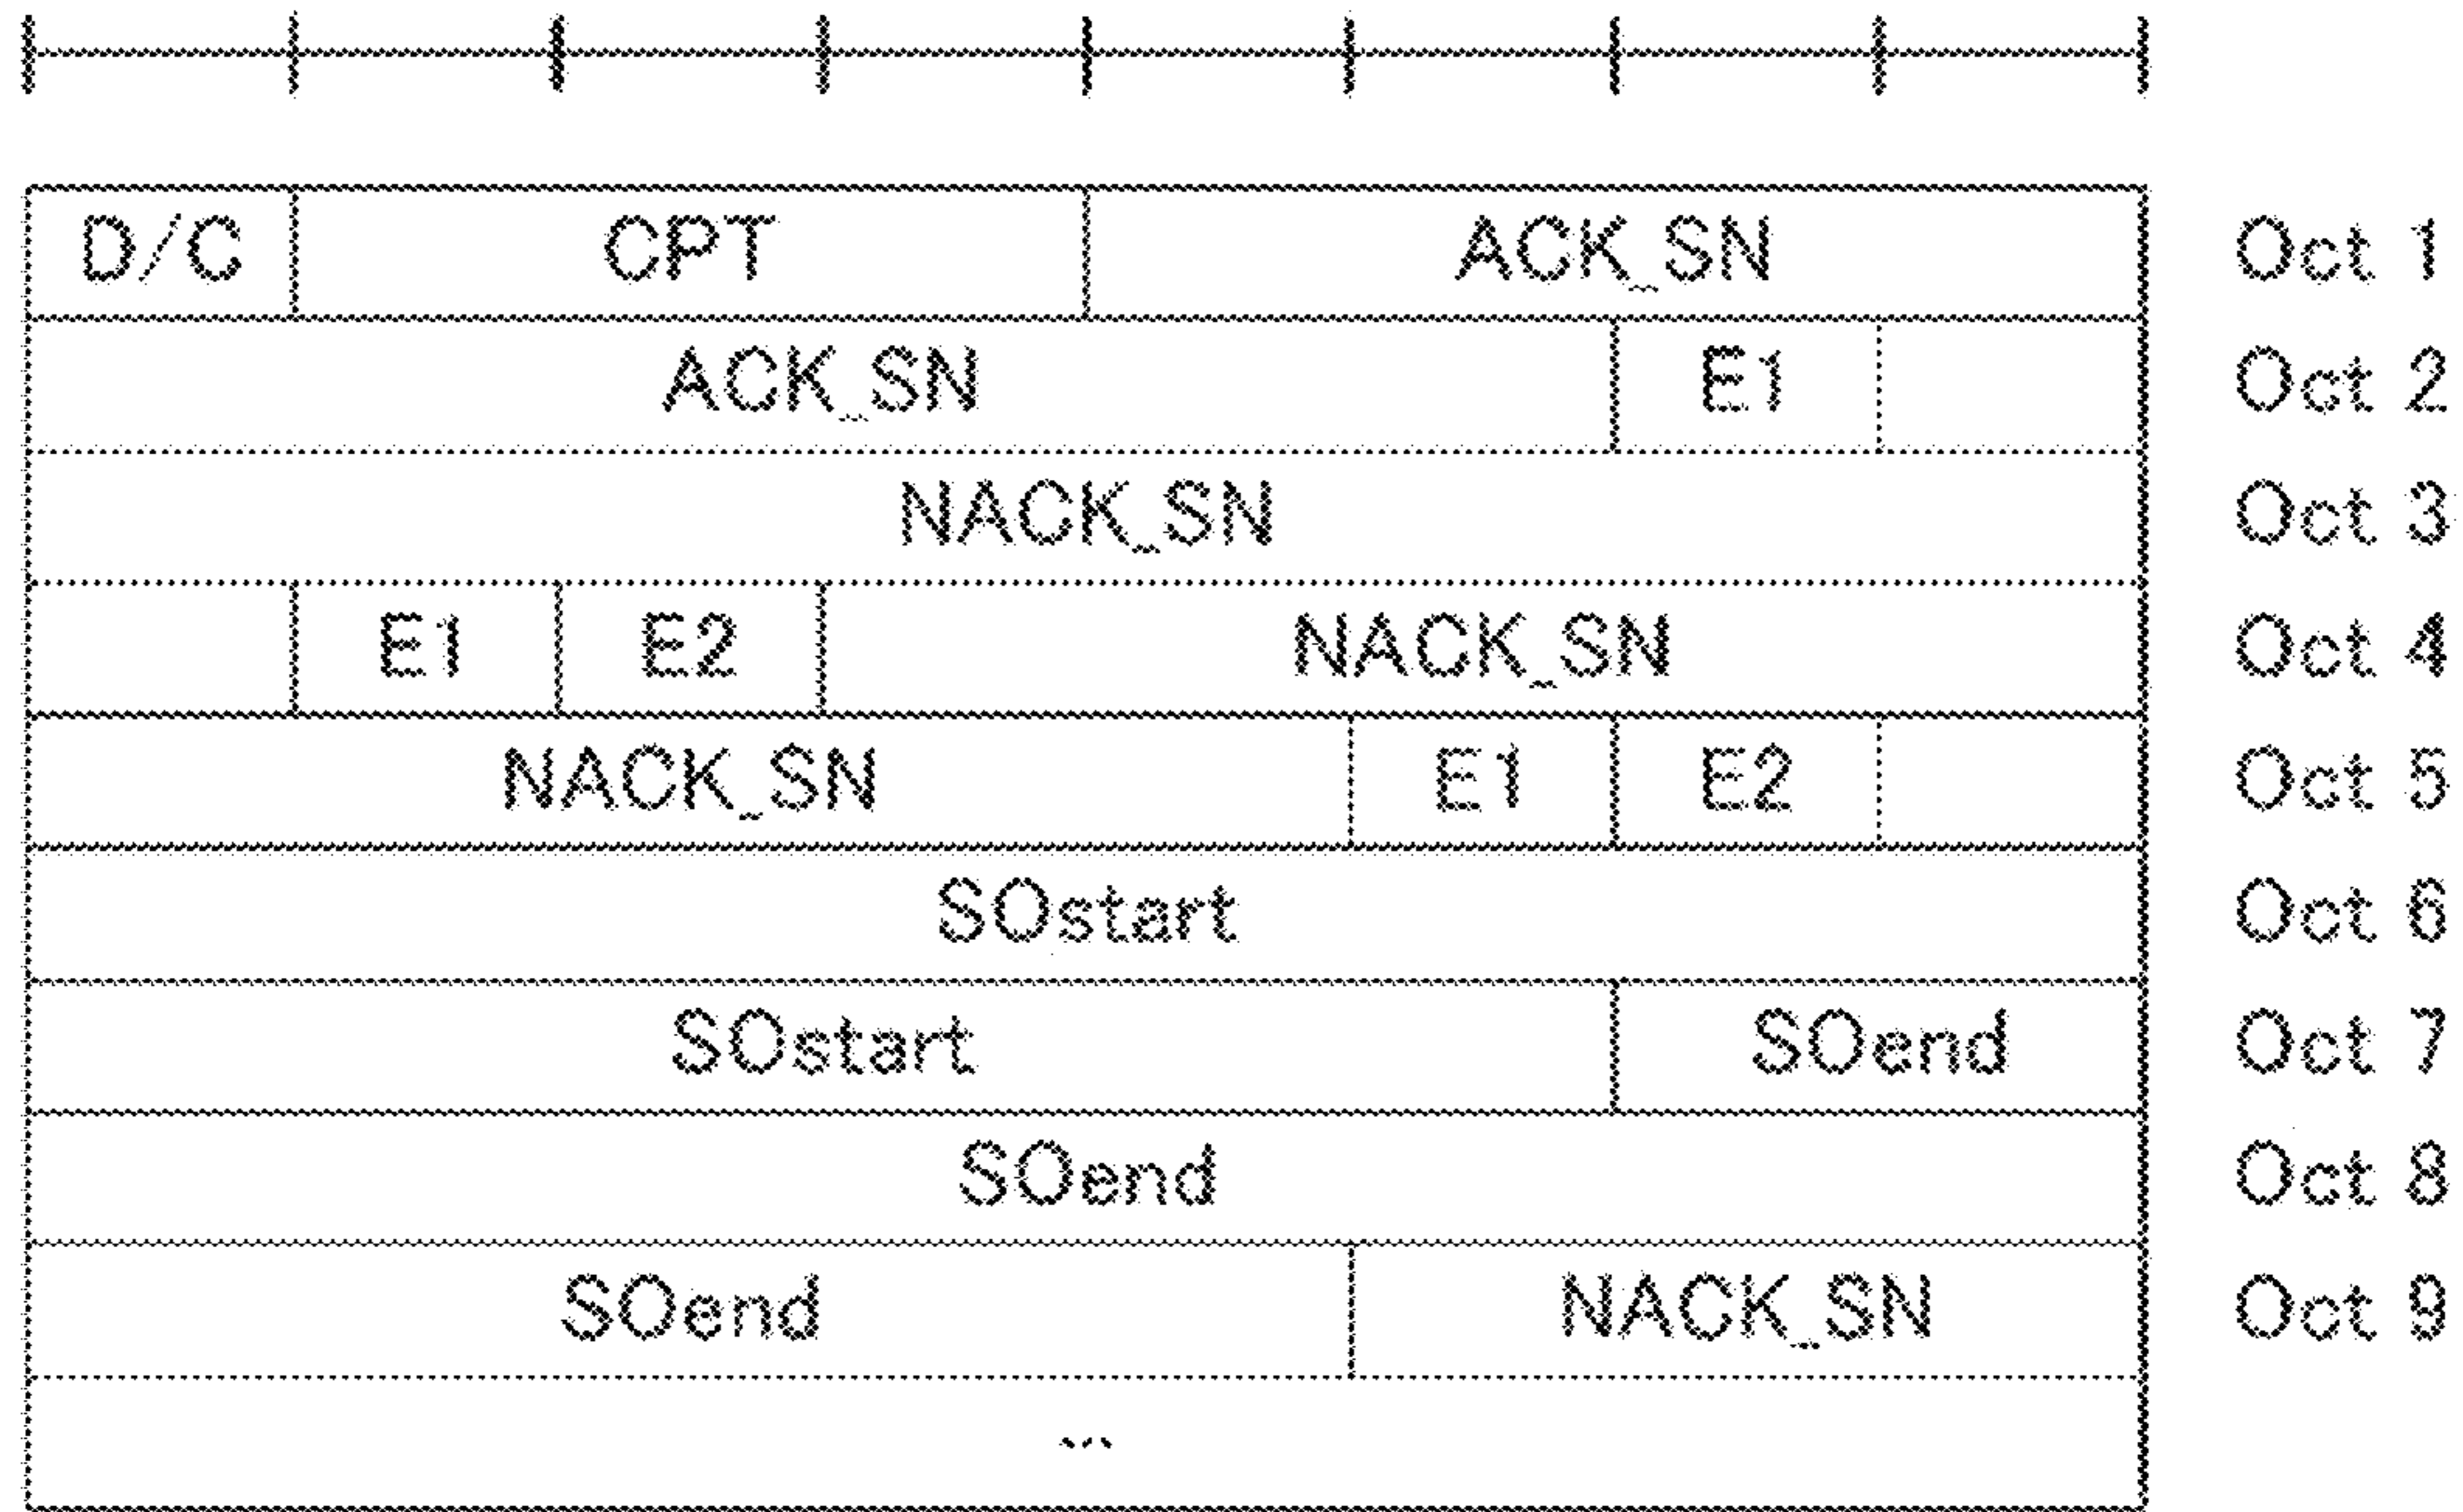 D/C CPT ACK_SN Oct 1
ACK_SN E1 Oct 2
NACK_SN Oct 3
E1 E2 NACK_SN Oct 4
NACK_SN E1 E2 Oct 5
SOstart Oct 6
SOstart SOend Oct 7
SOend Oct 8
SOend NACK_SN Oct 9
...